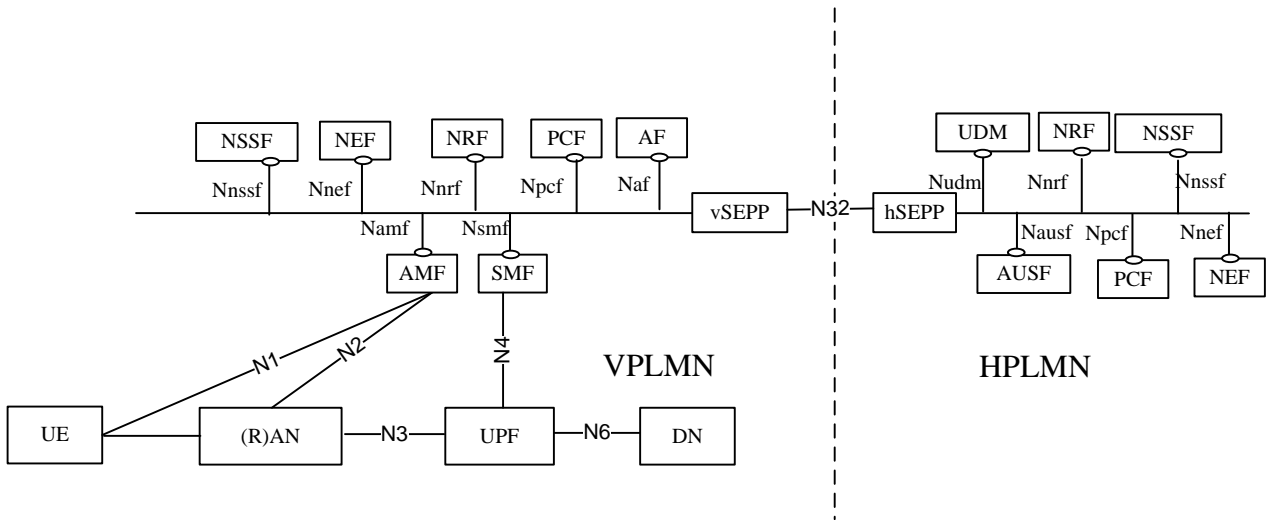 NSSF
NEF
NRF
PCF
AF
UDM
NRF
NSSF
Nnssf
Nnef
Nnrf
Npcf
Naf
Nudm
Nnrf
Nnssf
vSEPP
N32
hSEPP
Namf
Nsmf
Nausf
Npcf
Nnef
AMF
SMF
AUSF
PCF
NEF
N1
N2
N4
VPLMN
HPLMN
UE
(R)AN
N3
UPF
N6
DN